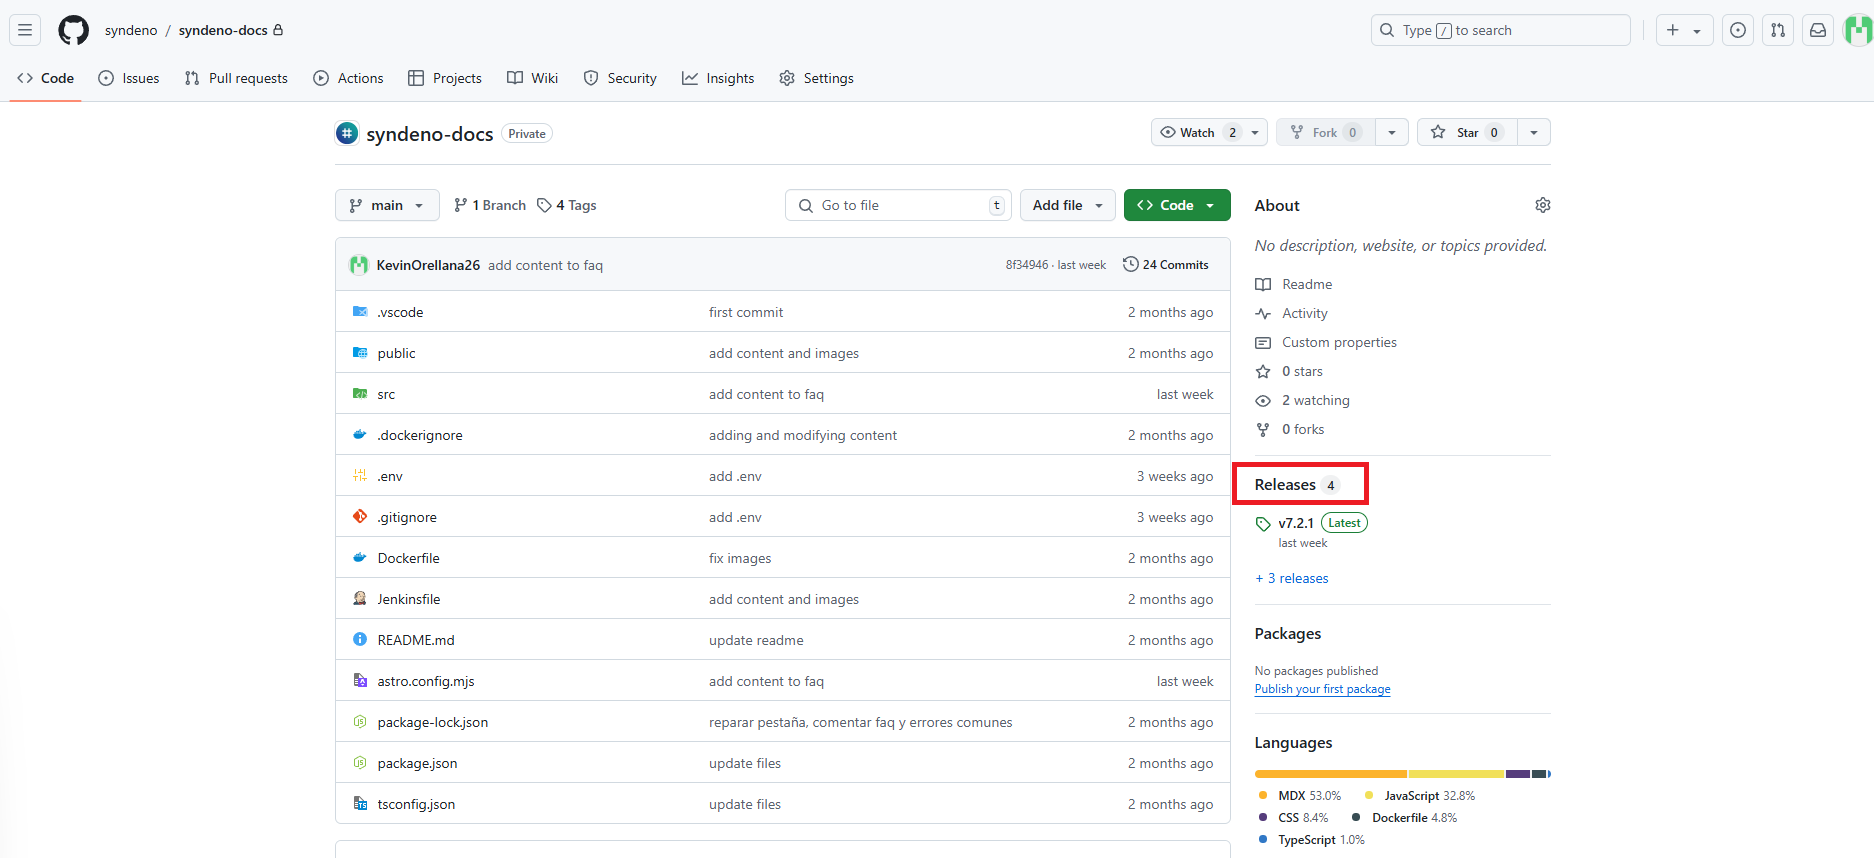 syndeno / syndeno-docs
Type / to search
Code
Issues
Pull requests
Actions
Projects
Wiki
Security
Insights
Settings
syndeno-docs Private
Watch 2
Fork 0
Star 0
main
1 Branch
4 Tags
Go to file t
Add file
Code
KevinOrellana26 add content to faq 8f34946 · last week 24 Commits
.vscode first commit 2 months ago
public add content and images 2 months ago
src add content to faq last week
.dockerignore adding and modifying content 2 months ago
.env add .env 3 weeks ago
.gitignore add .env 3 weeks ago
Dockerfile fix images 2 months ago
Jenkinsfile add content and images 2 months ago
README.md update readme 2 months ago
astro.config.mjs add content to faq last week
package-lock.json reparar pestaña, comentar faq y errores comunes 2 months ago
package.json update files 2 months ago
tsconfig.json update files 2 months ago
About
No description, website, or topics provided.
Readme
Activity
Custom properties
0 stars
2 watching
0 forks
Releases 4
v7.2.1 Latest
last week
+ 3 releases
Packages
No packages published
Publish your first package
Languages
MDX 53.0% JavaScript 32.8%
CSS 8.4% Dockerfile 4.8%
TypeScript 1.0%